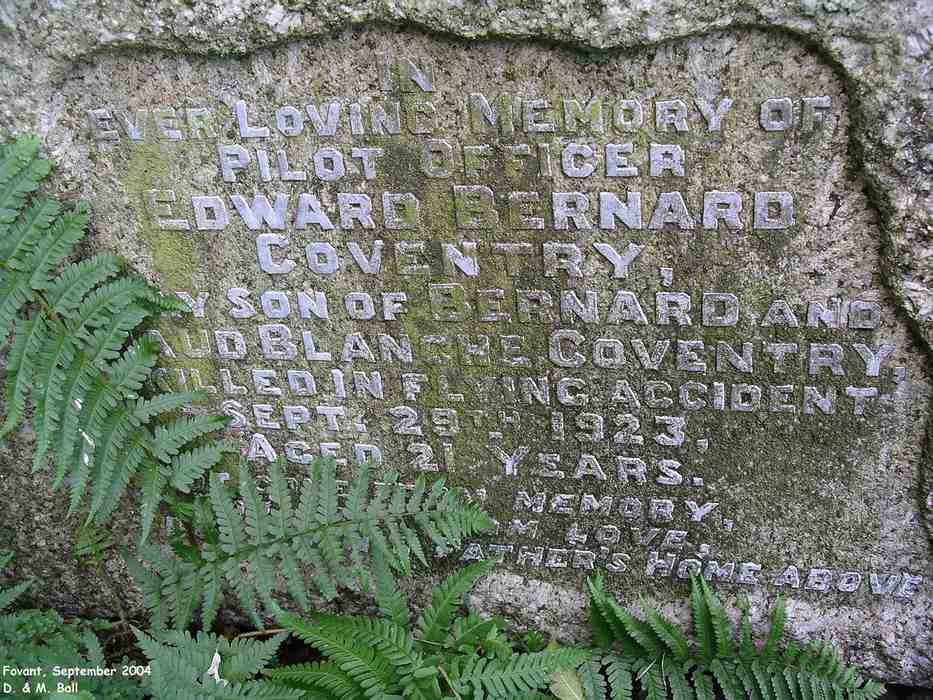 IN
EVER LOVING MEMORY OF
PILOT OFFICER
EDWARD BERNARD
COVENTRY,
SON OF BERNARD AND
BLANCHE COVENTRY,
KILLED IN FLYING ACCIDENT
SEPT. 29TH. 1923,
AGED 21 YEARS.
MEMORY,
LOVE,
FATHER'S HOME ABOVE
Fovant, September 2004
D. & M. Ball